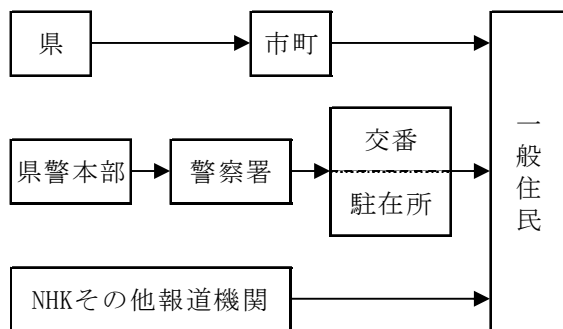 県
市町
県警本部
警察署
交番
駐在所
NHKその他報道機関
一般住民